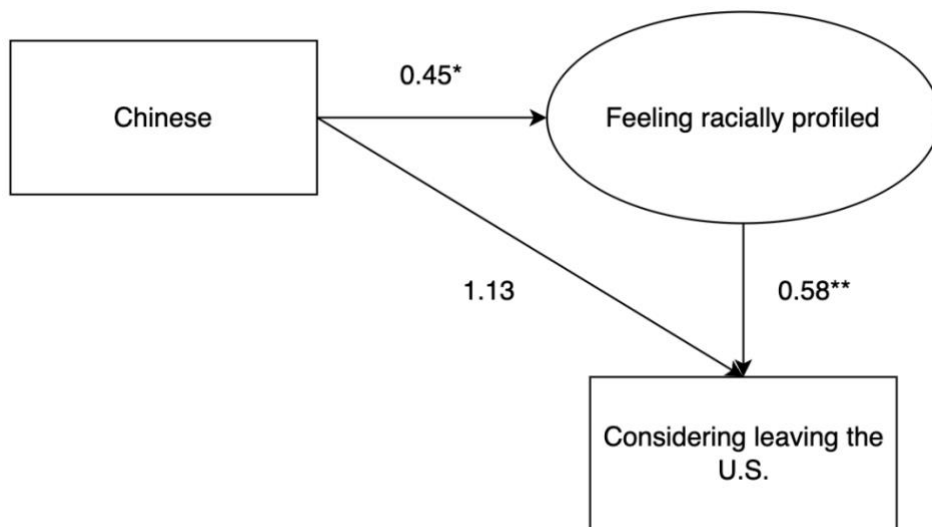 0.45*
Chinese
Feeling racially profiled
1.13
0.58**
Considering leaving the
U.S.